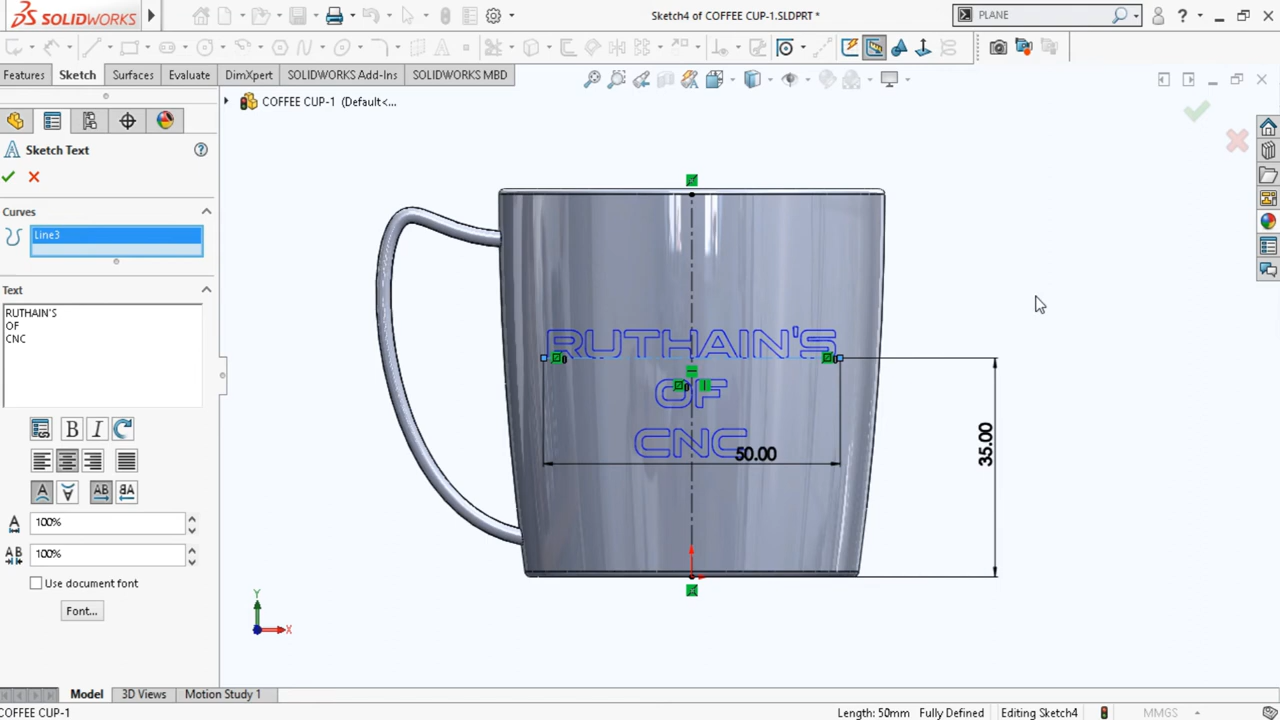 SOLIDWORKS
Sketch4 of COFFEE CUP-1.SLDPRT *
PLANE
Features
Sketch
Surfaces
Evaluate
DimXpert
SOLIDWORKS Add-Ins
SOLIDWORKS MBD
COFFEE CUP-1 (Default<...
Sketch Text
Curves
Line3
Text
RUTHAIN'S
OF
CNC
B
I
AB
100%
AB
100%
Use document font
Font...
RUTHAIN'S
OF
CNC
50.00
35.00
Y
X
Model
3D Views
Motion Study 1
COFFEE CUP-1
Length: 50mm
Fully Defined
Editing Sketch4
MMGS